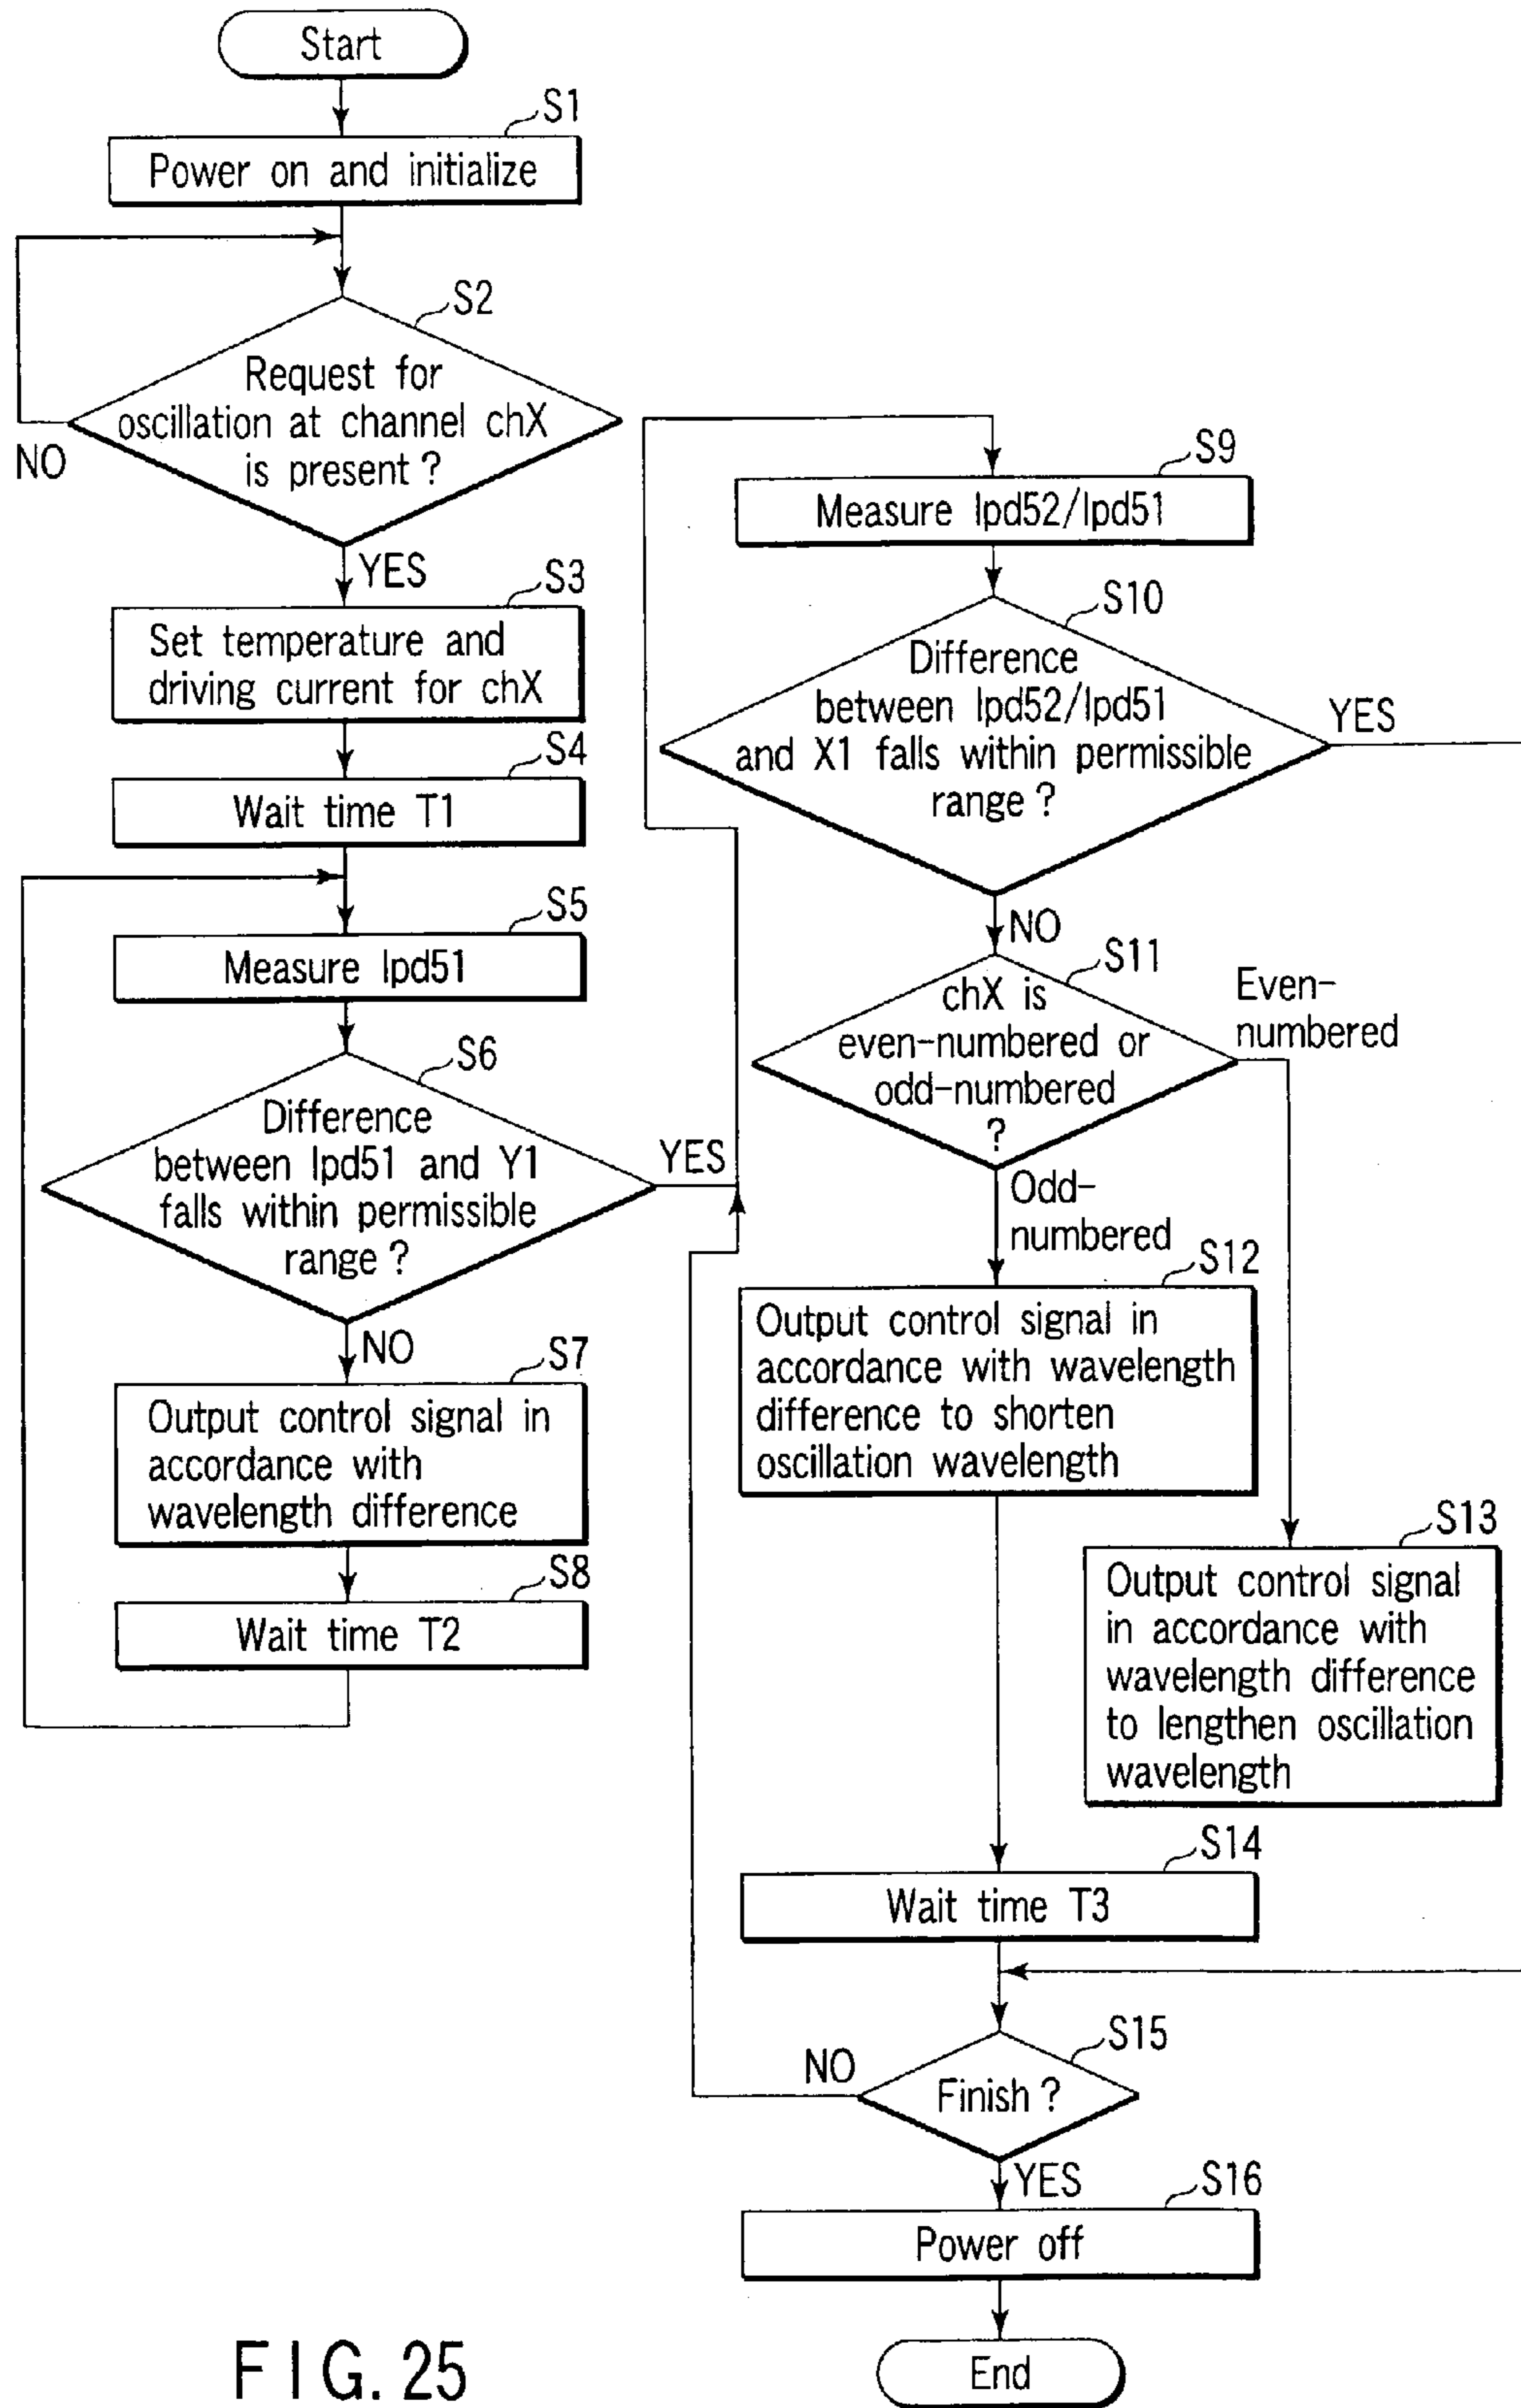 Start
S1
Power on and initialize
S2
Request for
oscillation at channel chX
is present ?
NO
YES
S3
Set temperature and
driving current for chX
S4
Wait time T1
S5
Measure Ipd51
S6
Difference
between Ipd51 and Y1
falls within permissible
range ?
YES
NO
S7
Output control signal in
accordance with
wavelength difference
S8
Wait time T2
S9
Measure Ipd52/Ipd51
S10
Difference
between Ipd52/Ipd51
and X1 falls within permissible
range ?
YES
NO
S11
chX is
even-numbered or
odd-numbered
?
Even-
numbered
Odd-
numbered
S12
Output control signal in
accordance with wavelength
difference to shorten
oscillation wavelength
S13
Output control signal
in accordance with
wavelength difference
to lengthen oscillation
wavelength
S14
Wait time T3
S15
Finish ?
NO
YES
S16
Power off
End
FIG. 25